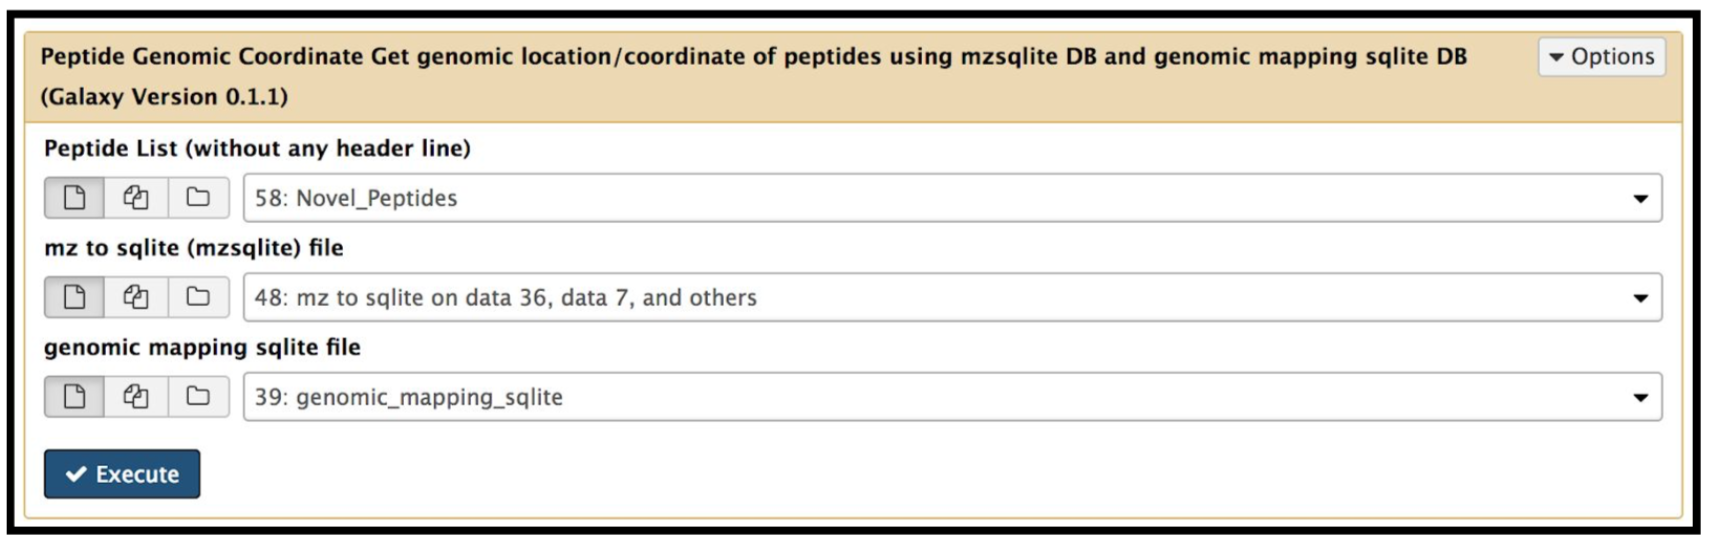 Peptide Genomic Coordinate Get genomic location/coordinate of peptides using mzsqlite DB and genomic mapping sqlite DB
(Galaxy Version 0.1.1)
Options
Peptide List (without any header line)
58: Novel_Peptides
mz to sqlite (mzsqlite) file
48: mz to sqlite on data 36, data 7, and others
genomic mapping sqlite file
39: genomic_mapping_sqlite
Execute